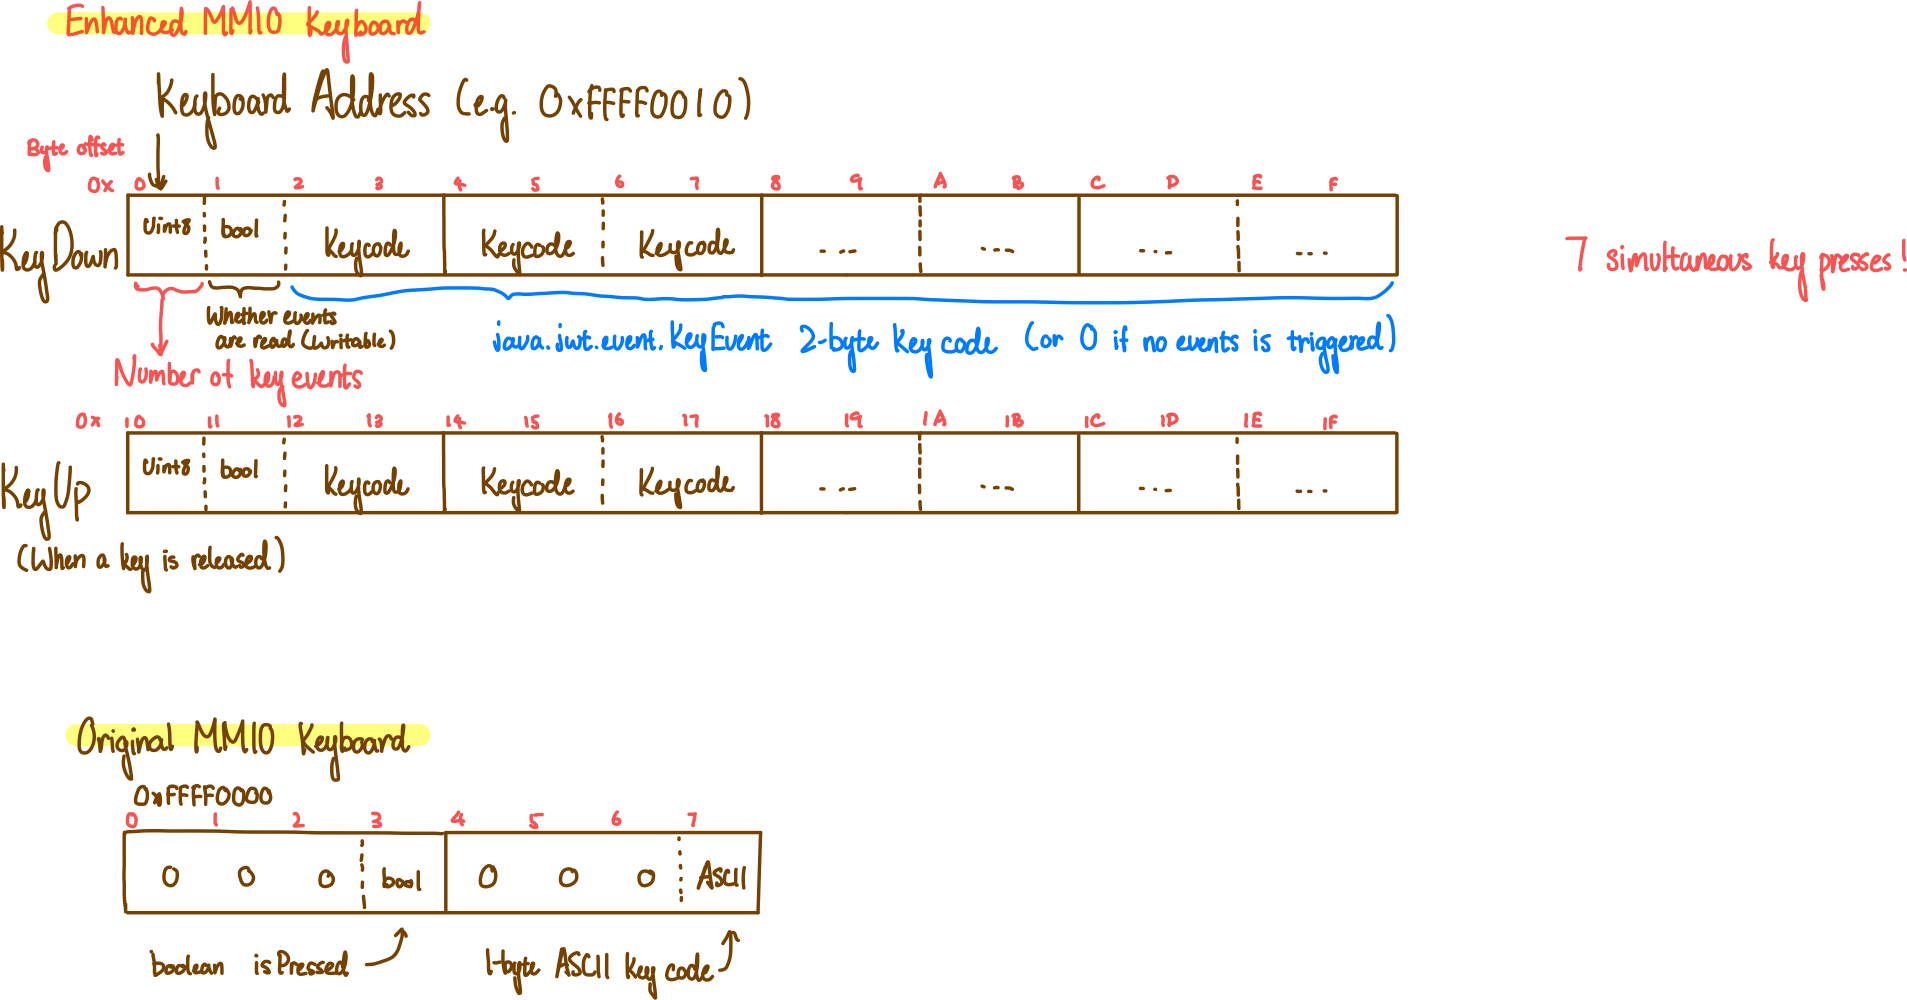 Enhanced MMIO Keyboard
Keyboard Address (e.g. 0xFFFF0010)
Byte offset
0x 0 1 2 3 4 5 6 7 8 9 A B C D E F
KeyDown Uint8 bool Keycode Keycode Keycode ... ... ... ...
7 simultaneous key presses!
Whether events
are read (Writable)
java.jwt.event.KeyEvent 2-byte Key code (or 0 if no events is triggered)
Number of key events
0x 10 11 12 13 14 15 16 17 18 19 1A 1B 1C 1D 1E 1F
KeyUp Uint8 bool Keycode Keycode Keycode ... ... ... ...
(When a key is released)
Original MMIO Keyboard
0xFFFF0000
0 1 2 3 4 5 6 7
0 0 0 bool 0 0 0 ASCII
boolean isPressed 1-byte ASCII Key code